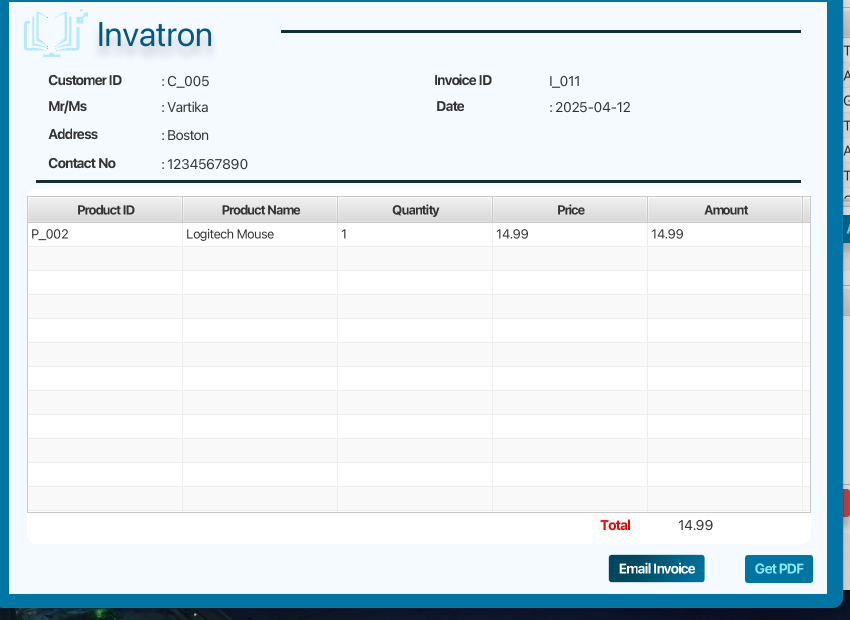 Invatron
Customer ID : C_005 Invoice ID I_011
Mr/Ms : Vartika Date : 2025-04-12
Address : Boston
Contact No : 1234567890
Product ID Product Name Quantity Price Amount
P_002 Logitech Mouse 1 14.99 14.99
Total 14.99
Email Invoice Get PDF